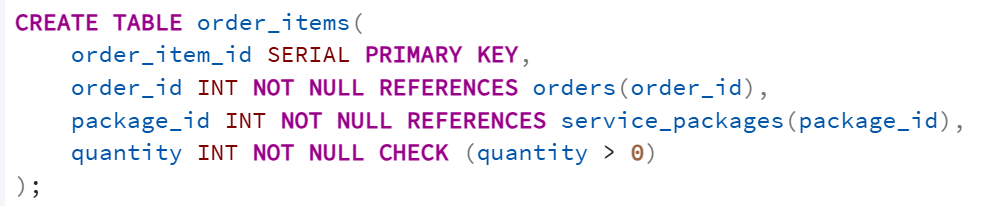 CREATE TABLE order_items(
    order_item_id SERIAL PRIMARY KEY,
    order_id INT NOT NULL REFERENCES orders(order_id),
    package_id INT NOT NULL REFERENCES service_packages(package_id),
    quantity INT NOT NULL CHECK (quantity > 0)
);